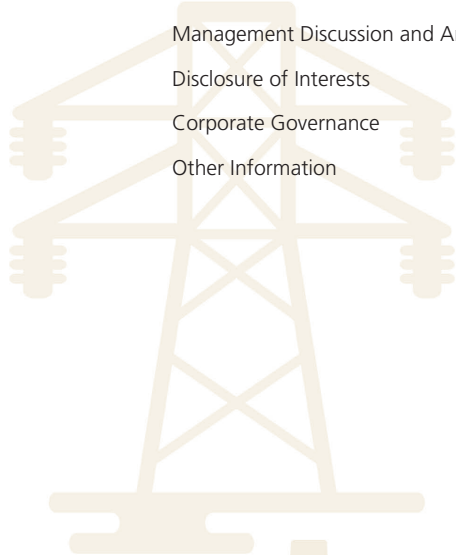 Management Discussion and
Disclosure of Interests
Corporate Governance
Other Information